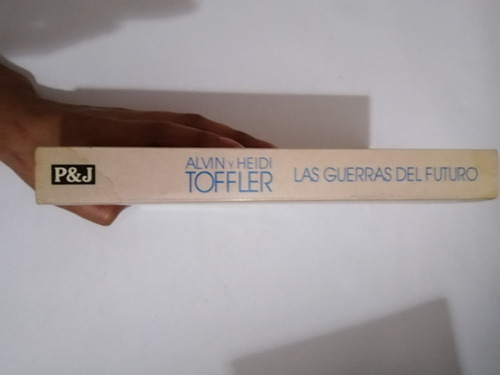 P&J
ALVIN Y HEIDI
TOFFLER
LAS GUERRAS DEL FUTURO